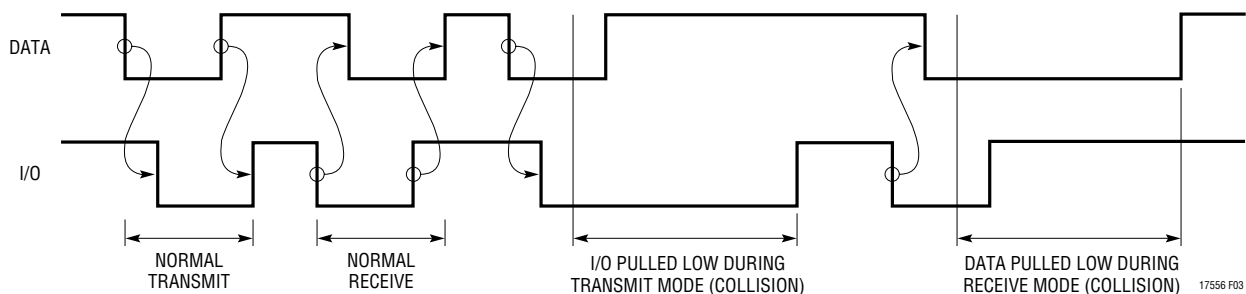 DATA
I/O
NORMAL
TRANSMIT
NORMAL
RECEIVE
I/O PULLED LOW DURING
TRANSMIT MODE (COLLISION)
DATA PULLED LOW DURING
RECEIVE MODE (COLLISION)
17556 F03